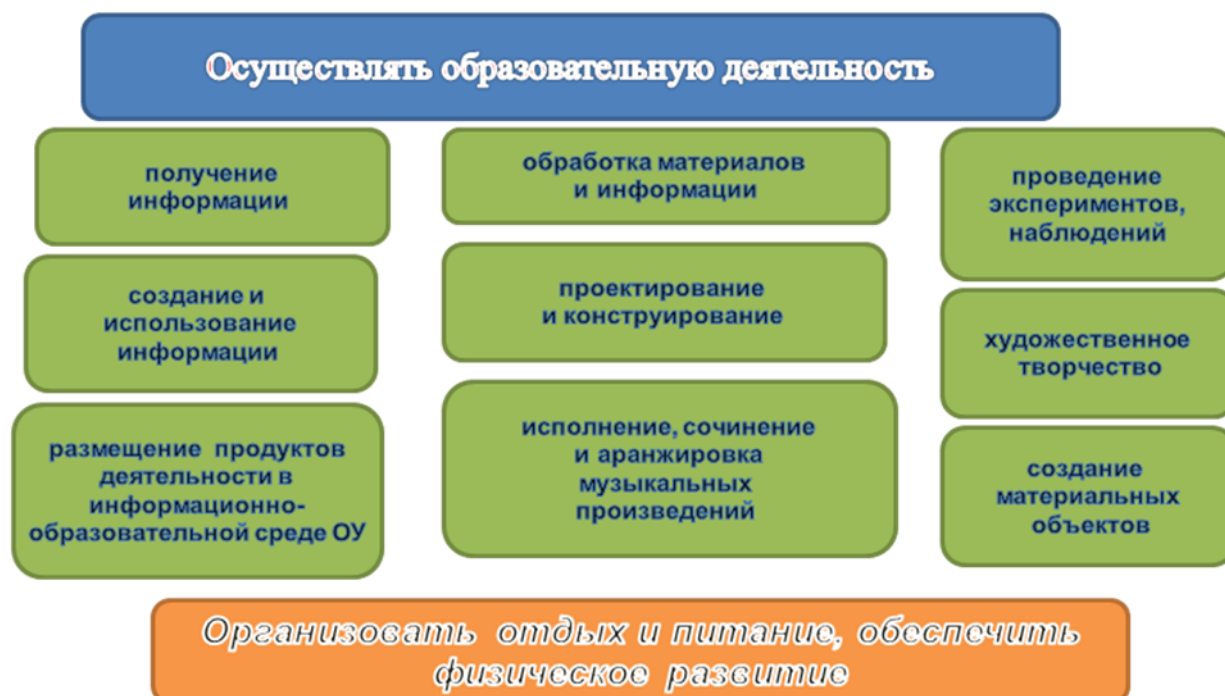 Осуществлять образовательную деятельность
получение
информации
создание и
использование
информации
размещение продуктов
деятельности в
информационно-
образовательной среде ОУ
обработка материалов
и информации
проектирование
и конструирование
исполнение, сочинение
и аранжировка
музыкальных
произведений
проведение
экспериментов,
наблюдений
художественное
творчество
создание
материальных
объектов
Организовать отдых и питание, обеспечить
физическое развитие